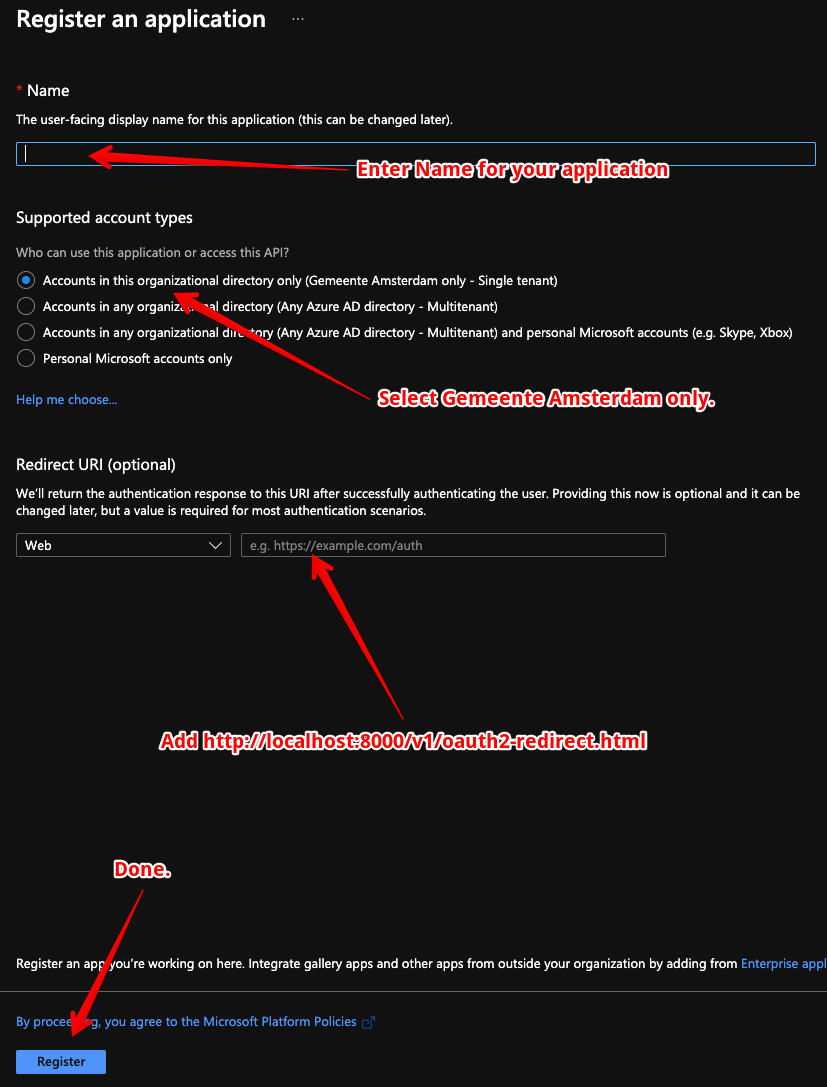 Register an application ...
* Name
The user-facing display name for this application (this can be changed later).
Enter Name for your application
Supported account types
Who can use this application or access this API?
Accounts in this organizational directory only (Gemeente Amsterdam only - Single tenant)
Accounts in any organizational directory (Any Azure AD directory - Multitenant)
Accounts in any organizational directory (Any Azure AD directory - Multitenant) and personal Microsoft accounts (e.g. Skype, Xbox)
Personal Microsoft accounts only
Help me choose...
Select Gemeente Amsterdam only.
Redirect URI (optional)
We'll return the authentication response to this URI after successfully authenticating the user. Providing this now is optional and it can be
changed later, but a value is required for most authentication scenarios.
Web
e.g. https://example.com/auth
Add http://localhost:8000/v1/oauth2-redirect.html
Done.
Register an app you're working on here. Integrate gallery apps and other apps from outside your organization by adding from Enterprise appl
By proceeding, you agree to the Microsoft Platform Policies
Register